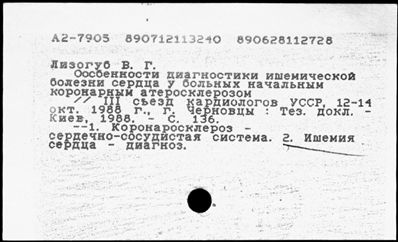 А2-7905 890712113240 890628112728
Лизогуб В. Г.
Оособенности диагностики ишемической
болезни сердца у больных начальным
коронарным атеросклерозом
// III съезд кардиологов УССР, 12-14
окт. 1988 г., г. Черновцы : Тез. докл. -
Киев, 1988. - С. 136.
--1. Коронаросклероз -
сердечно-сосудистая система. 2. Ишемия
сердца - диагноз.